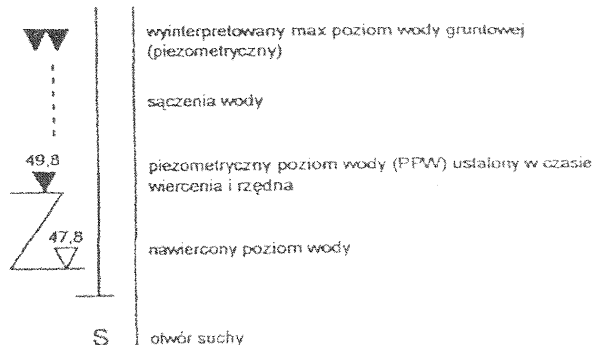 wyinterpretowany max poziom wody gruntowej
(piezometryczny)
sączenia wody
49,8
piezometryczny poziom wody (PPW) ustalony w czasie
wiercenia i rzędna
47,8
nawiercony poziom wody
S
otwór suchy